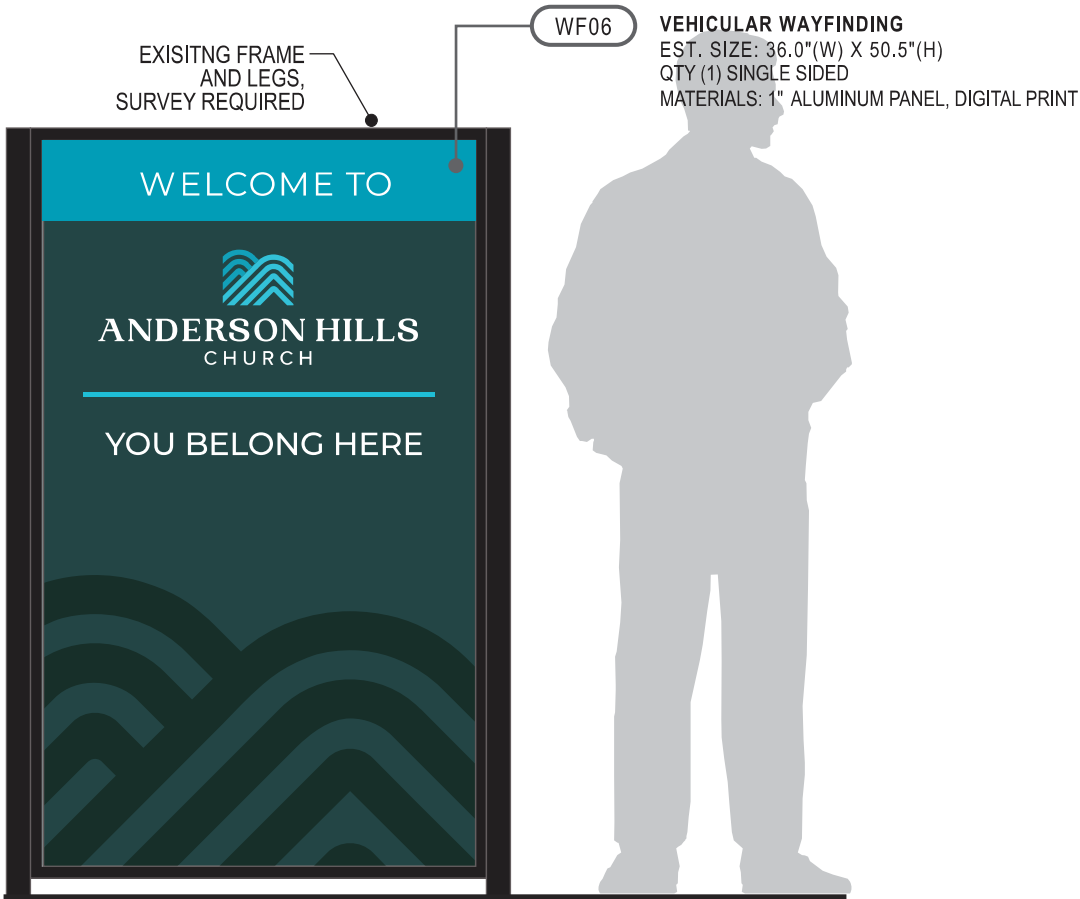 EXISITNG FRAME
AND LEGS,
SURVEY REQUIRED
WF06
VEHICULAR WAYFINDING
EST. SIZE: 36.0"(W) X 50.5"(H)
QTY (1) SINGLE SIDED
MATERIALS: 1" ALUMINUM PANEL, DIGITAL PRINT
WELCOME TO
ANDERSON HILLS
CHURCH
YOU BELONG HERE